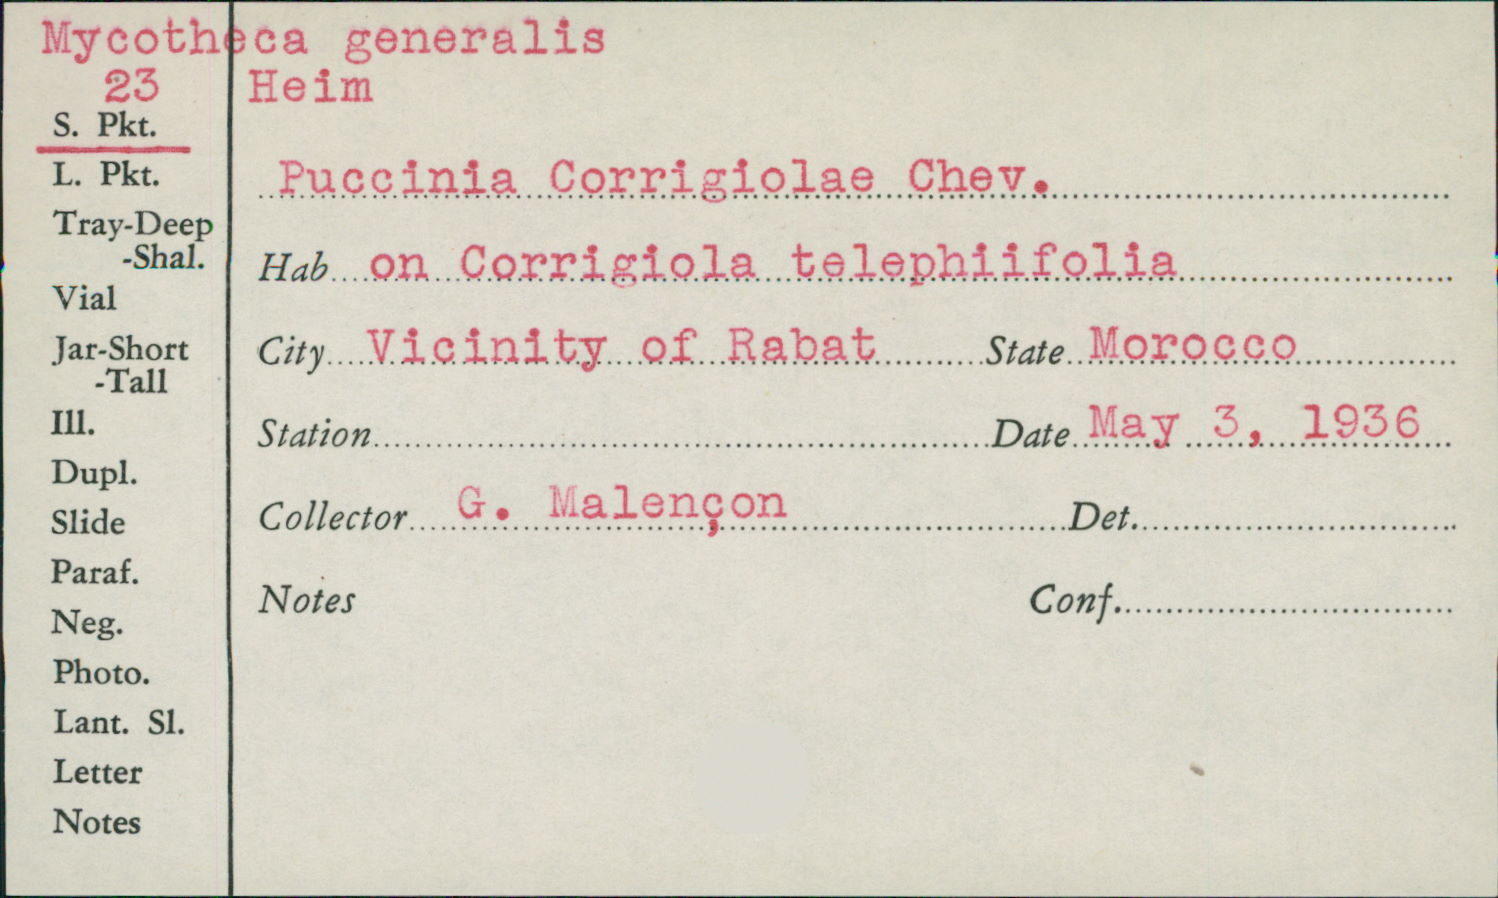 Mycotheca generalis
23 Heim
S. Pkt.
L. Pkt.
Tray-Deep
-Shal.
Vial
Jar-Short
-Tall
Ill.
Dupl.
Slide
Paraf.
Neg.
Photo.
Lant. Sl.
Letter
Notes
Puccinia Corrigiolae Chev.
Hab. on Corrigiola telephiifolia
City Vicinity of Rabat State Morocco
Station Date May 3, 1936
Collector G. Malençon Det.
Notes Conf.